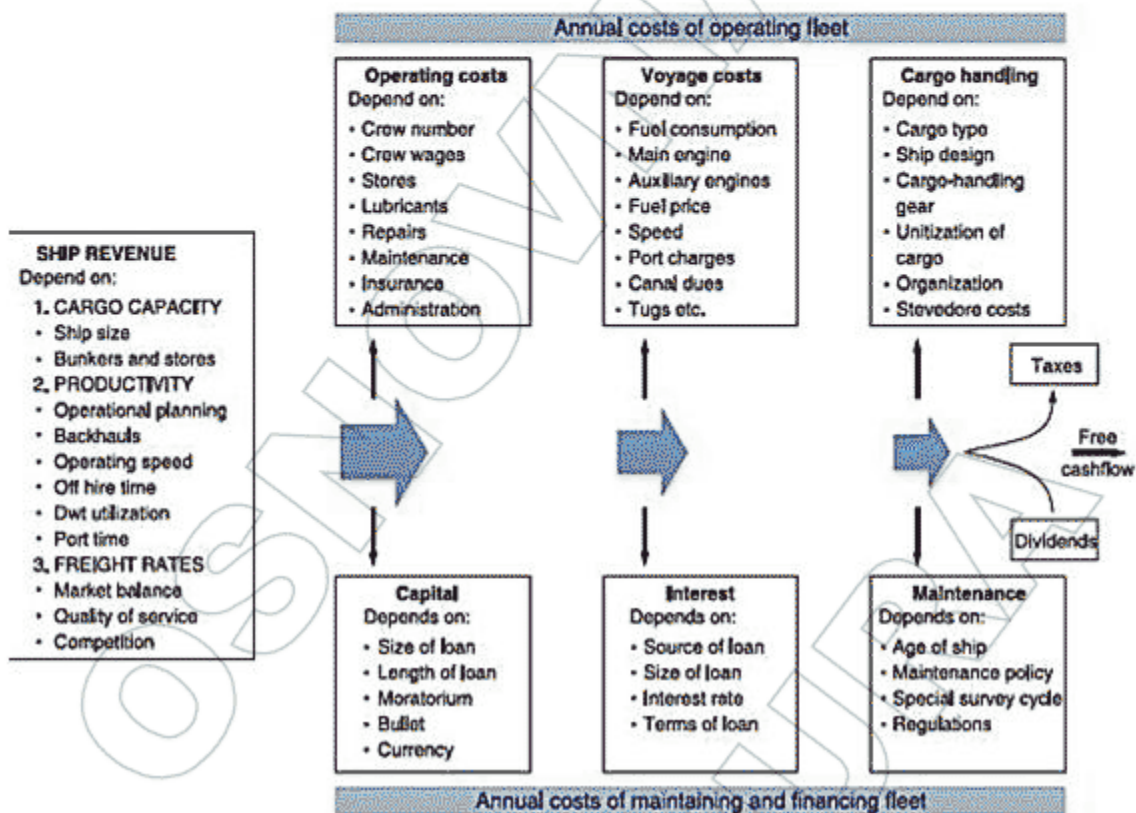 Annual costs of operating fleet
Operating costs
Depend on:
• Crew number
• Crew wages
• Stores
• Lubricants
• Repairs
• Maintenance
• Insurance
• Administration
Voyage costs
Depend on:
• Fuel consumption
• Main engine
• Auxiliary engines
• Fuel price
• Speed
• Port charges
• Canal dues
• Tugs etc.
Cargo handling
Depend on:
• Cargo type
• Ship design
• Cargo-handling
gear
• Unitization of
cargo
• Organization
• Stevedore costs
SHIP REVENUE
Depend on:
1. CARGO CAPACITY
• Ship size
• Bunkers and stores
2. PRODUCTIVITY
• Operational planning
• Backhauls
• Operating speed
• Off hire time
• Dwt utilization
• Port time
3. FREIGHT RATES
• Market balance
• Quality of service
• Competition
Taxes
Free
cashflow
Dividends
Capital
Depends on:
• Size of loan
• Length of loan
• Moratorium
• Bullet
• Currency
Interest
Depends on:
• Source of loan
• Size of loan
• Interest rate
• Terms of loan
Maintenance
Depends on:
• Age of ship
• Maintenance policy
• Special survey cycle
• Regulations
Annual costs of maintaining and financing fleet